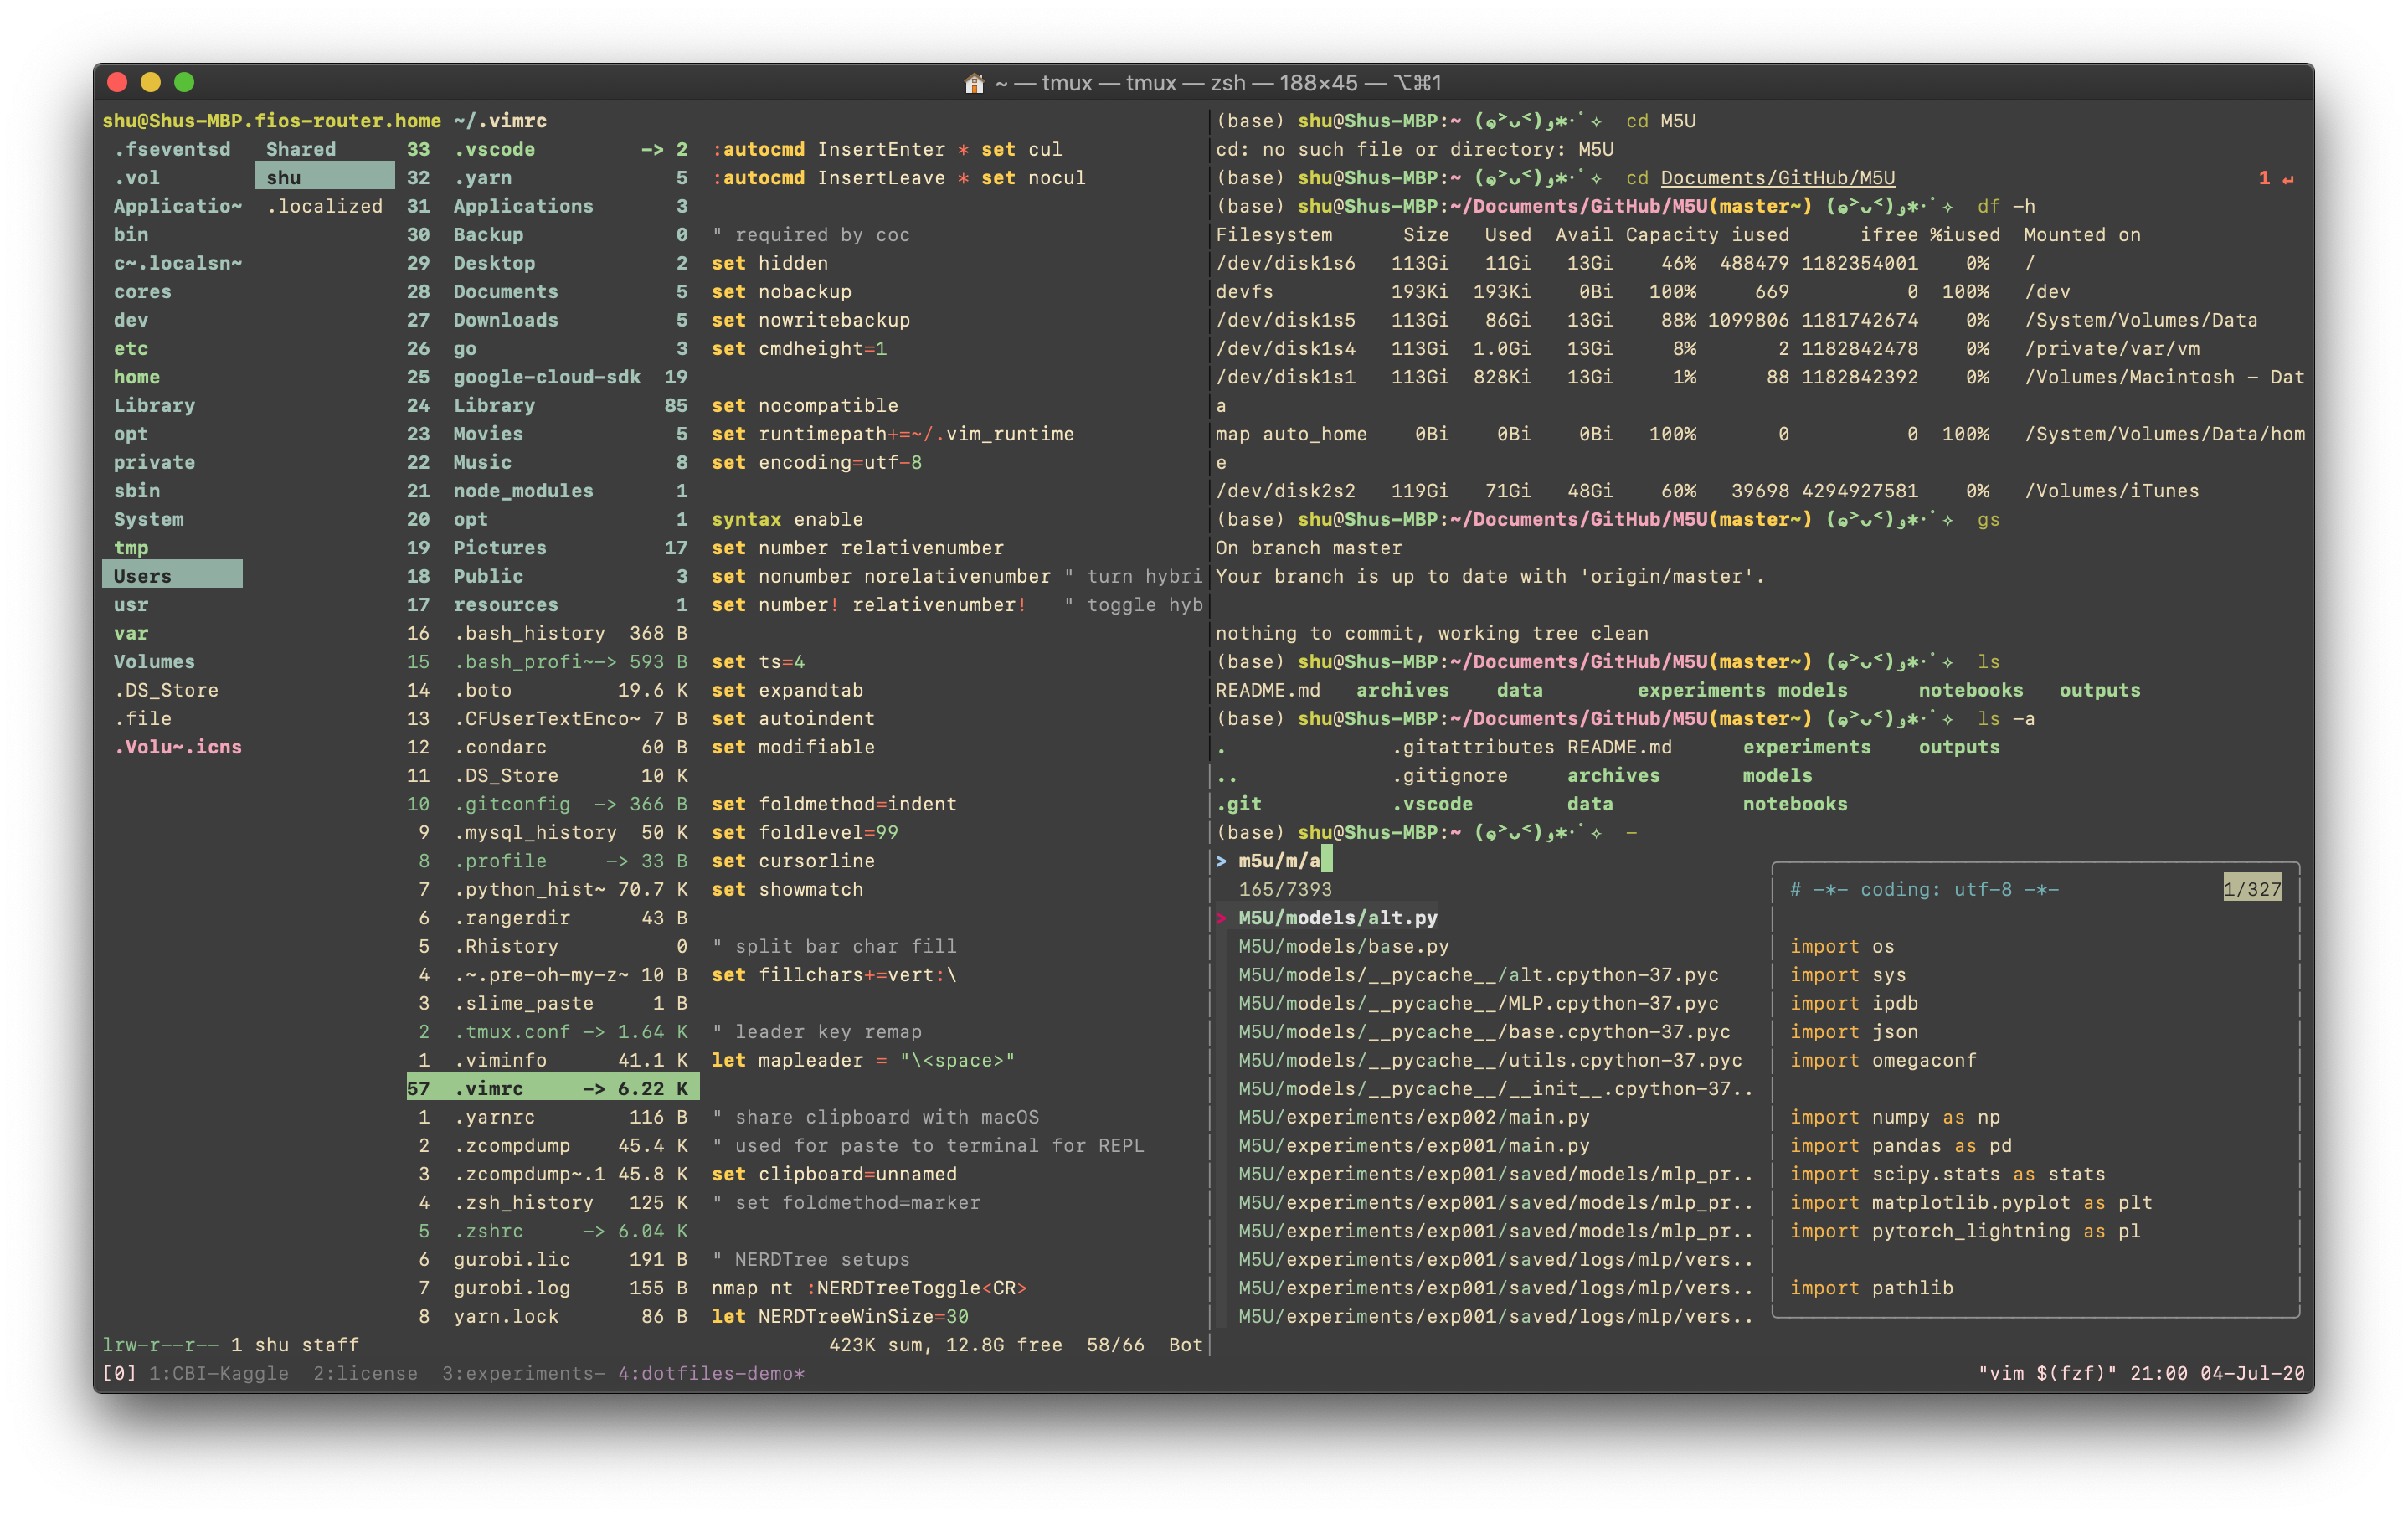 ~ — tmux — tmux — zsh — 188×45 — ⌥⌘1
shu@Shus-MBP.fios-router.home ~/.vimrc
.fseventsd Shared 33 .vscode -> 2 :autocmd InsertEnter * set cul
.vol shu 32 .yarn 5 :autocmd InsertLeave * set nocul
Applicatio~ .localized 31 Applications 3
bin 30 Backup 0 " required by coc
c~.localsn~ 29 Desktop 2 set hidden
cores 28 Documents 5 set nobackup
dev 27 Downloads 5 set nowritebackup
etc 26 go 3 set cmdheight=1
home 25 google-cloud-sdk 19
Library 24 Library 85 set nocompatible
opt 23 Movies 5 set runtimepath+=~/.vim_runtime
private 22 Music 8 set encoding=utf-8
sbin 21 node_modules 1
System 20 opt 1 syntax enable
tmp 19 Pictures 17 set number relativenumber
Users 18 Public 3 set nonumber norelativenumber " turn hybri
usr 17 resources 1 set number! relativenumber! " toggle hyb
var 16 .bash_history 368 B
Volumes 15 .bash_profi~-> 593 B set ts=4
.DS_Store 14 .boto 19.6 K set expandtab
.file 13 .CFUserTextEnco~ 7 B set autoindent
.Volu~.icns 12 .condarc 60 B set modifiable
11 .DS_Store 10 K
10 .gitconfig -> 366 B set foldmethod=indent
9 .mysql_history 50 K set foldlevel=99
8 .profile -> 33 B set cursorline
7 .python_hist~ 70.7 K set showmatch
6 .rangerdir 43 B
5 .Rhistory 0 " split bar char fill
4 .~.pre-oh-my-z~ 10 B set fillchars+=vert:\
3 .slime_paste 1 B
2 .tmux.conf -> 1.64 K " leader key remap
1 .viminfo 41.1 K let mapleader = "\<space>"
57 .vimrc -> 6.22 K
1 .yarnrc 116 B " share clipboard with macOS
2 .zcompdump 45.4 K " used for paste to terminal for REPL
3 .zcompdump~.1 45.8 K set clipboard=unnamed
4 .zsh_history 125 K " set foldmethod=marker
5 .zshrc -> 6.04 K
6 gurobi.lic 191 B " NERDTree setups
7 gurobi.log 155 B nmap nt :NERDTreeToggle<CR>
8 yarn.lock 86 B let NERDTreeWinSize=30
lrw-r--r-- 1 shu staff 423K sum, 12.8G free 58/66 Bot
(base) shu@Shus-MBP:~ (๑˃ᴗ˂)ﻭ✱·˚✧ cd M5U
cd: no such file or directory: M5U
(base) shu@Shus-MBP:~ (๑˃ᴗ˂)ﻭ✱·˚✧ cd Documents/GitHub/M5U 1 ↵
(base) shu@Shus-MBP:~/Documents/GitHub/M5U(master~) (๑˃ᴗ˂)ﻭ✱·˚✧ df -h
Filesystem Size Used Avail Capacity iused ifree %iused Mounted on
/dev/disk1s6 113Gi 11Gi 13Gi 46% 488479 1182354001 0% /
devfs 193Ki 193Ki 0Bi 100% 669 0 100% /dev
/dev/disk1s5 113Gi 86Gi 13Gi 88% 1099806 1181742674 0% /System/Volumes/Data
/dev/disk1s4 113Gi 1.0Gi 13Gi 8% 2 1182842478 0% /private/var/vm
/dev/disk1s1 113Gi 828Ki 13Gi 1% 88 1182842392 0% /Volumes/Macintosh - Dat
a
map auto_home 0Bi 0Bi 0Bi 100% 0 0 100% /System/Volumes/Data/hom
e
/dev/disk2s2 119Gi 71Gi 48Gi 60% 39698 4294927581 0% /Volumes/iTunes
(base) shu@Shus-MBP:~/Documents/GitHub/M5U(master~) (๑˃ᴗ˂)ﻭ✱·˚✧ gs
On branch master
Your branch is up to date with 'origin/master'.
nothing to commit, working tree clean
(base) shu@Shus-MBP:~/Documents/GitHub/M5U(master~) (๑˃ᴗ˂)ﻭ✱·˚✧ ls
README.md archives data experiments models notebooks outputs
(base) shu@Shus-MBP:~/Documents/GitHub/M5U(master~) (๑˃ᴗ˂)ﻭ✱·˚✧ ls -a
. .gitattributes README.md experiments outputs
.. .gitignore archives models
.git .vscode data notebooks
(base) shu@Shus-MBP:~ (๑˃ᴗ˂)ﻭ✱·˚✧ -
> m5u/m/a
165/7393
> M5U/models/alt.py
M5U/models/base.py
M5U/models/__pycache__/alt.cpython-37.pyc
M5U/models/__pycache__/MLP.cpython-37.pyc
M5U/models/__pycache__/base.cpython-37.pyc
M5U/models/__pycache__/utils.cpython-37.pyc
M5U/models/__pycache__/__init__.cpython-37..
M5U/experiments/exp002/main.py
M5U/experiments/exp001/main.py
M5U/experiments/exp001/saved/models/mlp_pr..
M5U/experiments/exp001/saved/models/mlp_pr..
M5U/experiments/exp001/saved/models/mlp_pr..
M5U/experiments/exp001/saved/logs/mlp/vers..
M5U/experiments/exp001/saved/logs/mlp/vers..
M5U/experiments/exp001/saved/logs/mlp/vers..
# -*- coding: utf-8 -*- 1/327
import os
import sys
import ipdb
import json
import omegaconf
import numpy as np
import pandas as pd
import scipy.stats as stats
import matplotlib.pyplot as plt
import pytorch_lightning as pl
import pathlib
[0] 1:CBI-Kaggle 2:license 3:experiments- 4:dotfiles-demo* "vim $(fzf)" 21:00 04-Jul-20